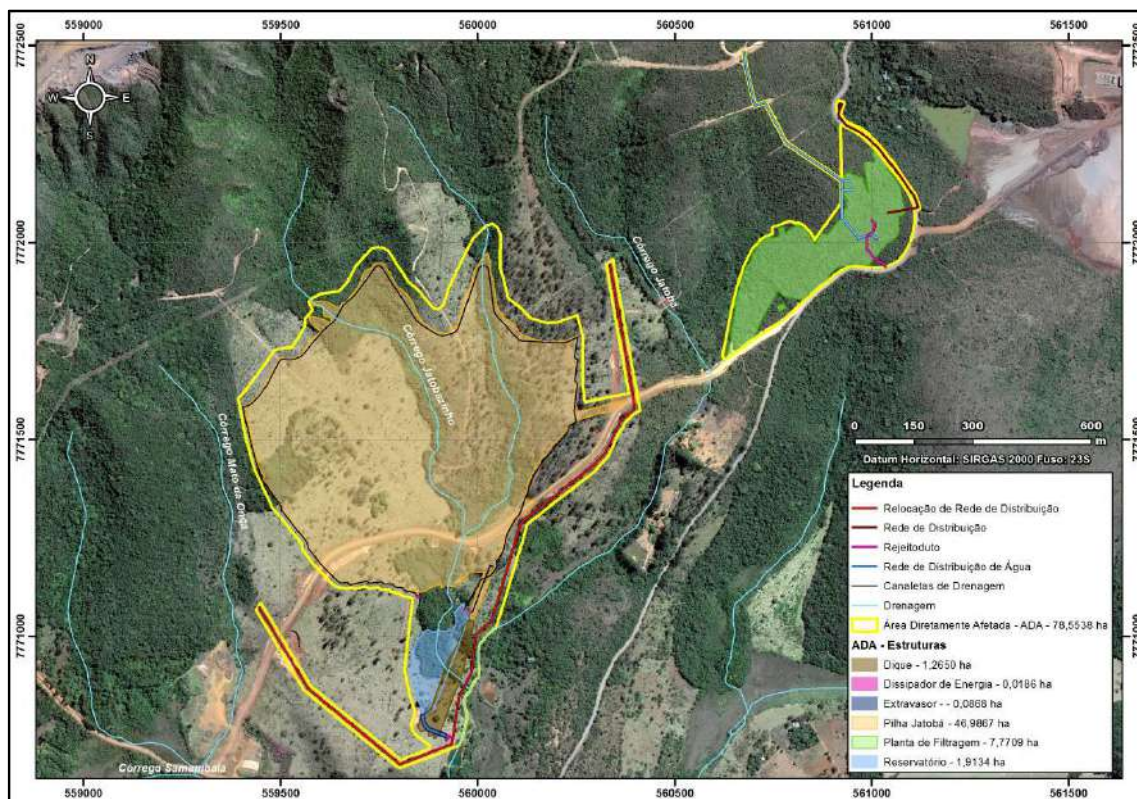 559000 559500 560000 560500 561000 561500
7772500 7772500
N
W E
S
7772000 7772000
Córrego Jatobá
Córrego Jatobazinho
Córrego Mato da Onça
7771500
0 150 300 600
m
Datum Horizontal: SIRGAS 2000 Fuso: 23S
Legenda
Relocação de Rede de Distribuição
Rede de Distribuição
Rejeitoduto
Rede de Distribuição de Água
Canaletas de Drenagem
Drenagem
Área Diretamente Afetada - ADA - 78,5538 ha
ADA - Estruturas
Dique - 1,2650 ha
Dissipador de Energia - 0,0186 ha
Extravasor - - 0,0868 ha
Pilha Jatobá - 46,9867 ha
Planta de Filtragem - 7,7709 ha
Reservatório - 1,9134 ha
7771000
Córrego Samambaia
559000 559500 560000 560500 561000 561500